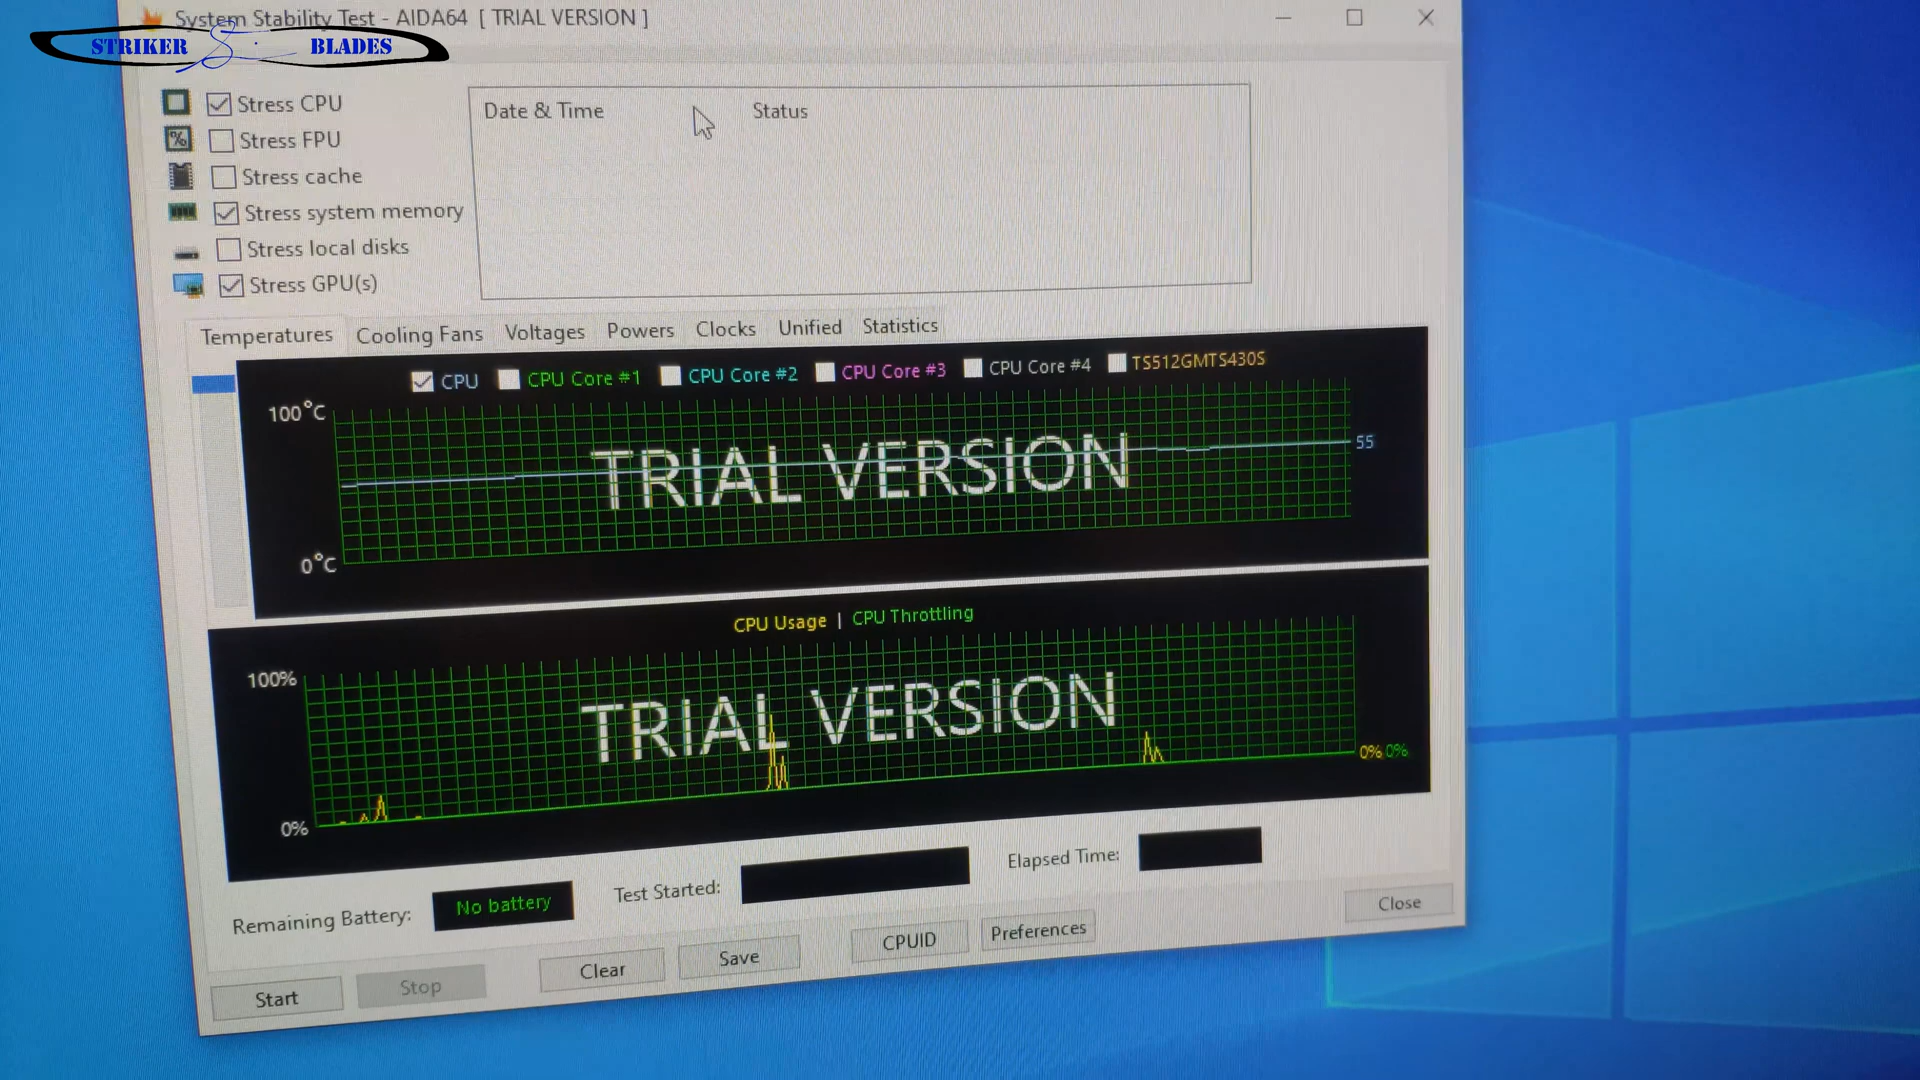 System Stability Test - AIDA64 [ TRIAL VERSION ]
STRIKER BLADES
Stress CPU
Stress FPU
Stress cache
Stress system memory
Stress local disks
Stress GPU(s)
Date & Time Status
Temperatures Cooling Fans Voltages Powers Clocks Unified Statistics
CPU CPU Core #1 CPU Core #2 CPU Core #3 CPU Core #4 TS512GMTS430S
100°C
TRIAL VERSION
55
0°C
CPU Usage | CPU Throttling
100%
TRIAL VERSION
0% 0%
0%
Remaining Battery: No battery Test Started: Elapsed Time:
Start Stop Clear Save CPUID Preferences Close